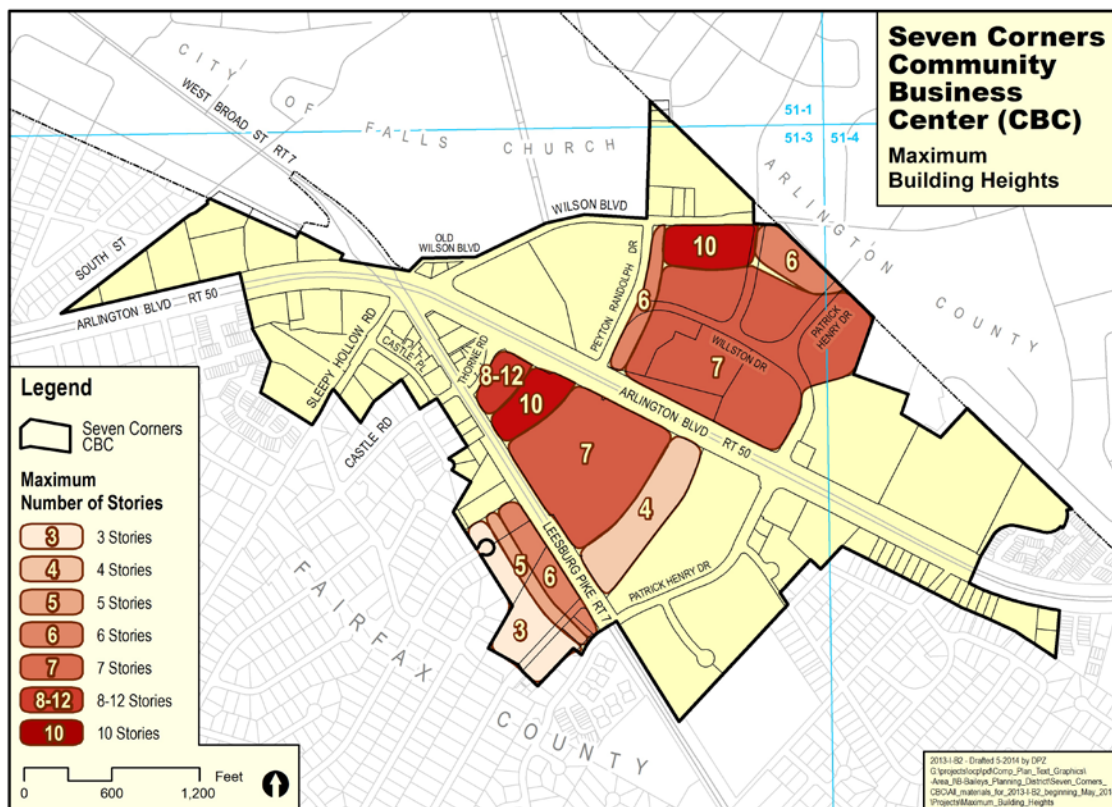 Seven Corners
Community
Business
Center (CBC)
Maximum
Building Heights
51-1
51-3
51-4
CITY
OF
FALLS CHURCH
ARLINGTON
COUNTY
WEST BROAD ST RT 7
WILSON BLVD
OLD
WILSON BLVD
SOUTH ST
ARLINGTON BLVD RT 50
SLEEPY HOLLOW RD
CASTLE PL
CASTLE RD
THORNE RD
PEYTON RANDOLPH DR
WILLSTON DR
PATRICK
HENRY DR
ARLINGTON BLVD RT 50
LEESBURG PIKE RT 7
PATRICK HENRY DR
FAIRFAX
COUNTY
10
6
6
7
8-12
10
7
4
5
6
3
Legend
Seven Corners
CBC
Maximum
Number of Stories
3 3 Stories
4 4 Stories
5 5 Stories
6 6 Stories
7 7 Stories
8-12 8-12 Stories
10 10 Stories
Feet
0 600 1,200
2013-I-B2 - Drafted 5-2014 by DPZ